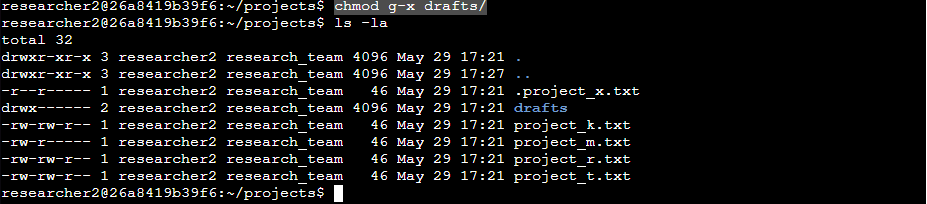 researcher2@26a8419b39f6:~/projects$ chmod g-x drafts/
researcher2@26a8419b39f6:~/projects$ ls -la
total 32
drwxr-xr-x 3 researcher2 research_team 4096 May 29 17:21 .
drwxr-xr-x 3 researcher2 research_team 4096 May 29 17:27 ..
-r--r----- 1 researcher2 research_team   46 May 29 17:21 .project_x.txt
drwx------ 2 researcher2 research_team 4096 May 29 17:21 drafts
-rw-rw-r-- 1 researcher2 research_team   46 May 29 17:21 project_k.txt
-rw-r----- 1 researcher2 research_team   46 May 29 17:21 project_m.txt
-rw-rw-r-- 1 researcher2 research_team   46 May 29 17:21 project_r.txt
-rw-rw-r-- 1 researcher2 research_team   46 May 29 17:21 project_t.txt
researcher2@26a8419b39f6:~/projects$